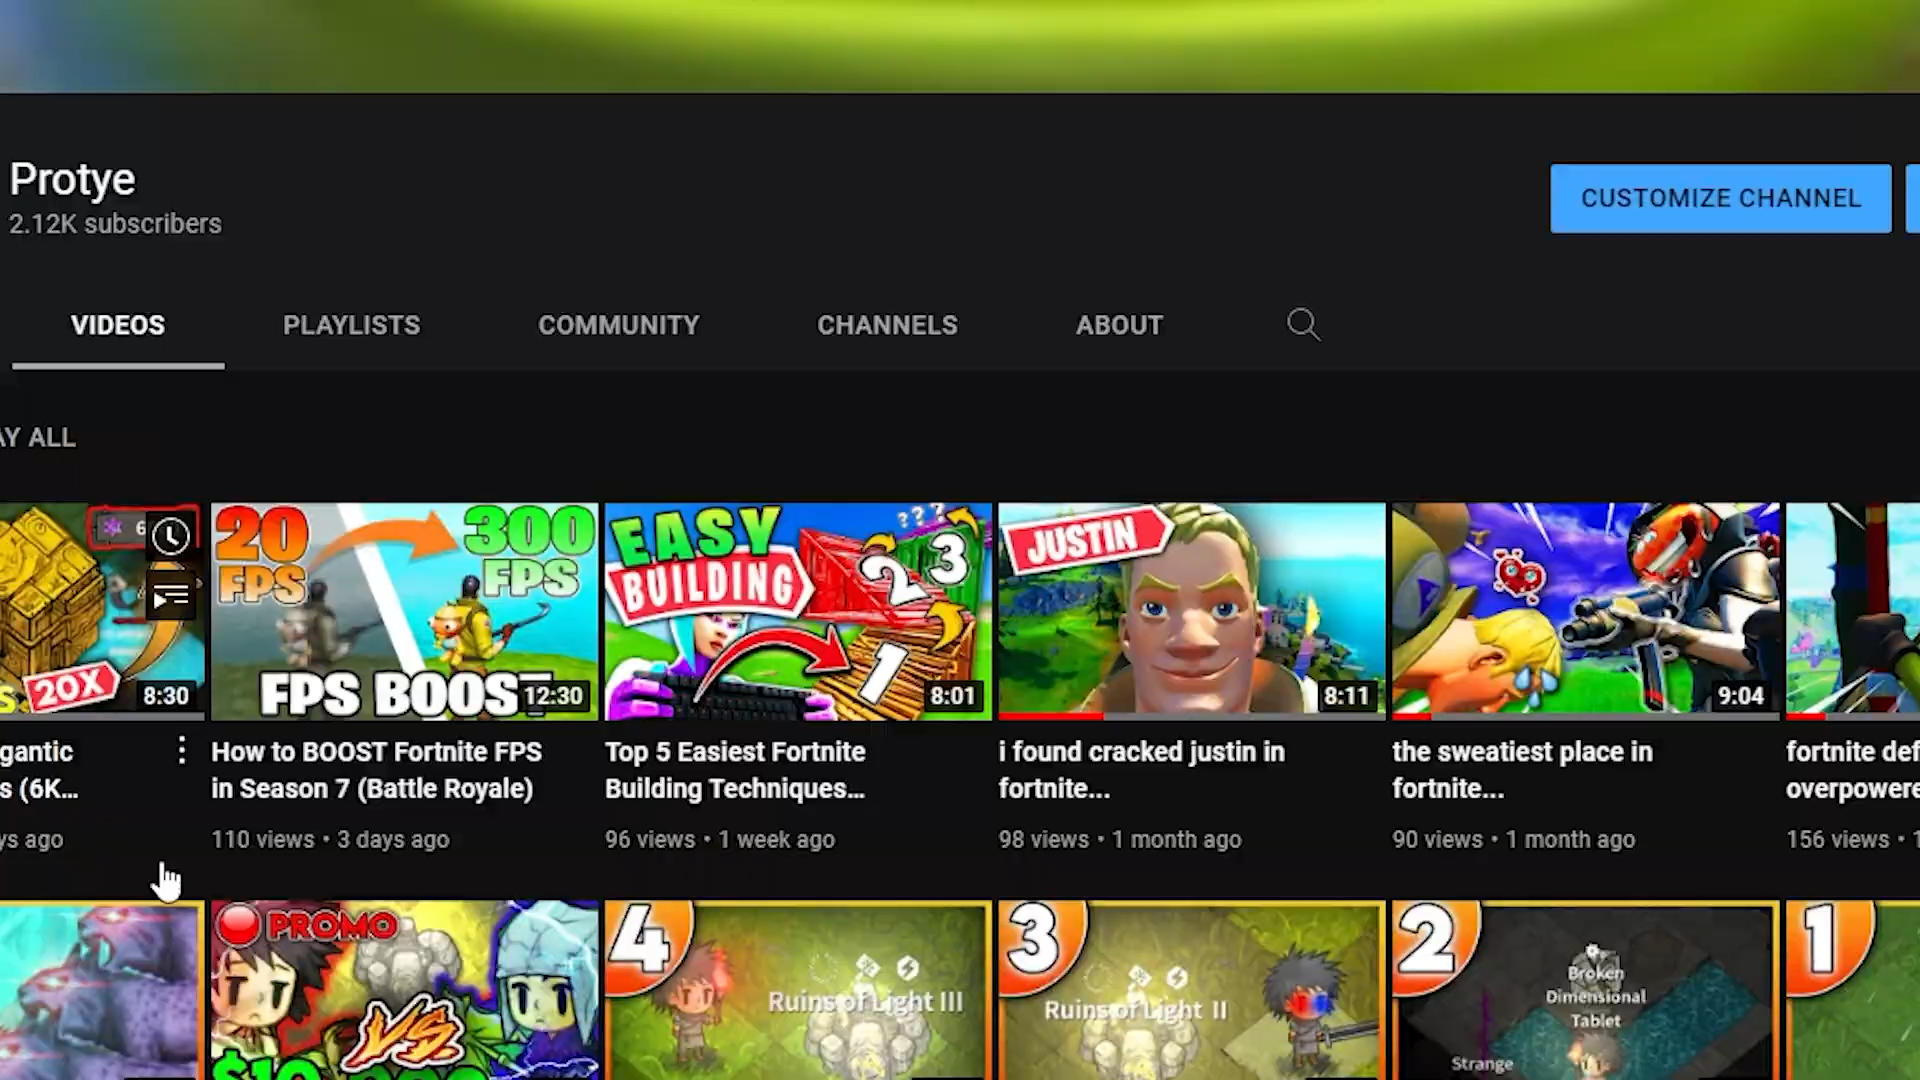 Protye
2.12K subscribers
CUSTOMIZE CHANNEL
VIDEOS
PLAYLISTS
COMMUNITY
CHANNELS
ABOUT
AY ALL
6
20X
8:30
20
FPS
300
FPS
FPS BOOST
12:30
EASY
BUILDING
???
1
2
3
8:01
JUSTIN
8:11
9:04
gantic
s (6K...
ys ago
How to BOOST Fortnite FPS
in Season 7 (Battle Royale)
110 views • 3 days ago
Top 5 Easiest Fortnite
Building Techniques...
96 views • 1 week ago
i found cracked justin in
fortnite...
98 views • 1 month ago
the sweatiest place in
fortnite...
90 views • 1 month ago
fortnite def
overpowere
156 views • 1
PROMO
VS.
4
Ruins of Light III
3
Ruins of Light II
2
Broken
Dimensional
Tablet
Strange
1